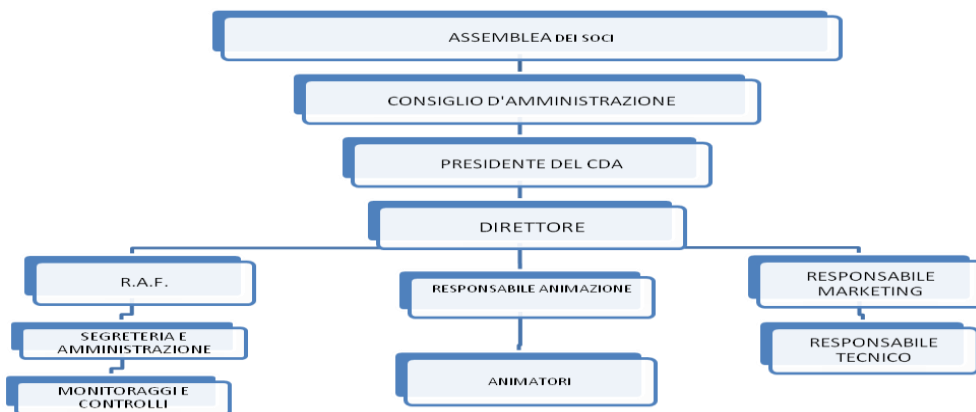 ASSEMBLEA DEI SOCI
CONSIGLIO D'AMMINISTRAZIONE
PRESIDENTE DEL CDA
DIRETTORE
R.A.F.
RESPONSABILE ANIMAZIONE
RESPONSABILE
MARKETING
SEGRETERIA E
AMMINISTRAZIONE
ANIMATORI
RESPONSABILE
TECNICO
MONITORAGGI E
CONTROLLI